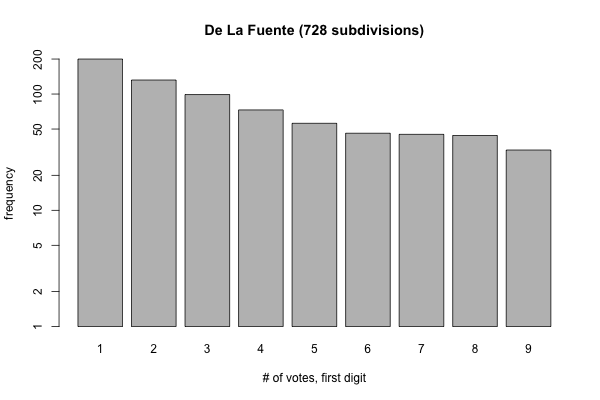 De La Fuente (728 subdivisions)
200
100
50
20
10
5
2
1
frequency
1 2 3 4 5 6 7 8 9
# of votes, first digit